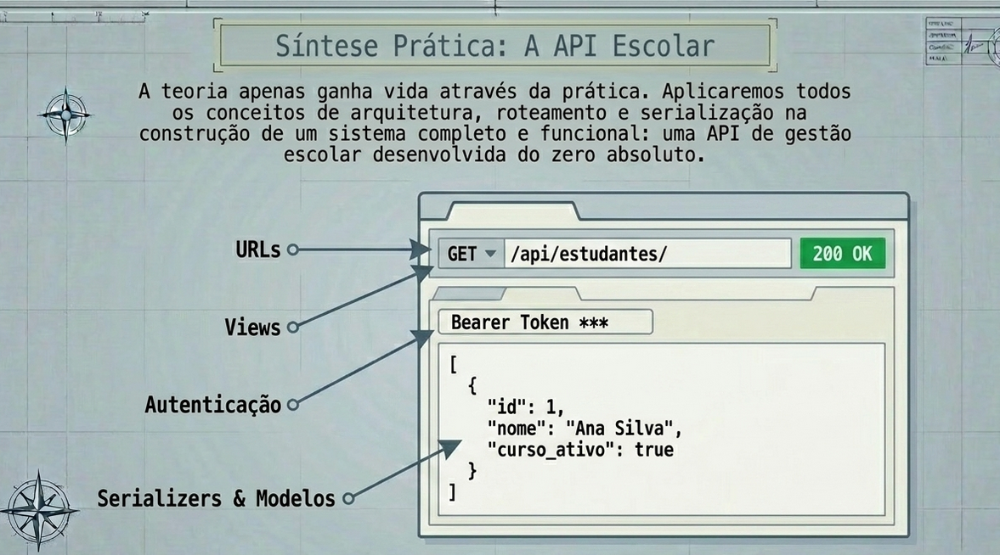 Síntese Prática: A API Escolar
A teoria apenas ganha vida através da prática. Aplicaremos todos
os conceitos de arquitetura, roteamento e serialização na
construção de um sistema completo e funcional: uma API de gestão
escolar desenvolvida do zero absoluto.
URLs
GET /api/estudantes/ 200 OK
Views
Bearer Token ***
Autenticação
[
{
"id": 1,
"nome": "Ana Silva",
"curso_ativo": true
}
]
Serializers & Modelos